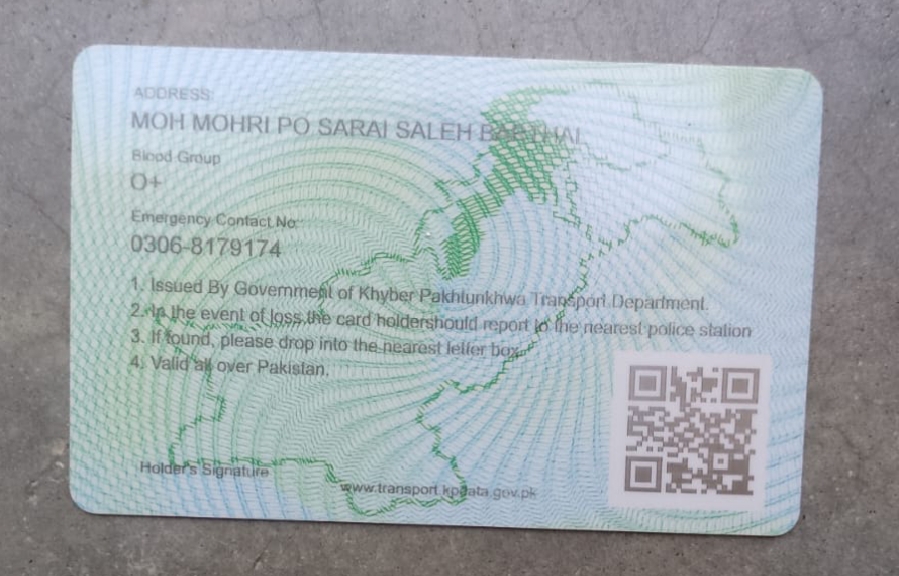 ADDRESS:
MOH MOHRI PO SARAI SALEH
Blood Group
O+
Emergency Contact No:
0306-8179174
1. Issued By Government of Khyber Pakhtunkhwa Transport Department.
2. In the event of loss,the card holdershould report to the nearest police station
3. If found, please drop into the nearest letter box.
4. Valid all over Pakistan.
Holder's Signature
www.transport.kpdata.gov.pk